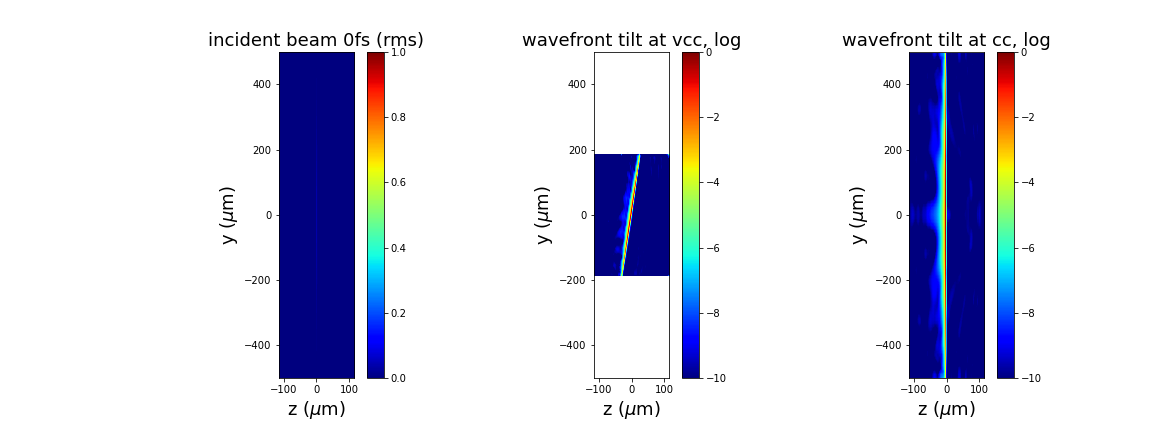 incident beam 0fs (rms)
400
200
0
−200
−400
y (μm)
−100 0 100
z (μm)
1.0
0.8
0.6
0.4
0.2
0.0
wavefront tilt at vcc, log
400
200
0
−200
−400
y (μm)
−100 0 100
z (μm)
0
−2
−4
−6
−8
−10
wavefront tilt at cc, log
400
200
0
−200
−400
y (μm)
−100 0 100
z (μm)
0
−2
−4
−6
−8
−10